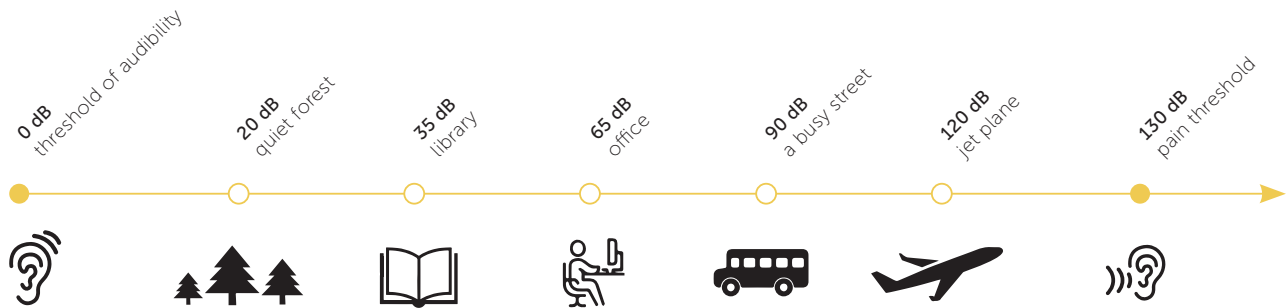 0 dB
threshold of audibility
20 dB
quiet forest
35 dB
library
65 dB
office
90 dB
a busy street
120 dB
jet plane
130 dB
pain threshold